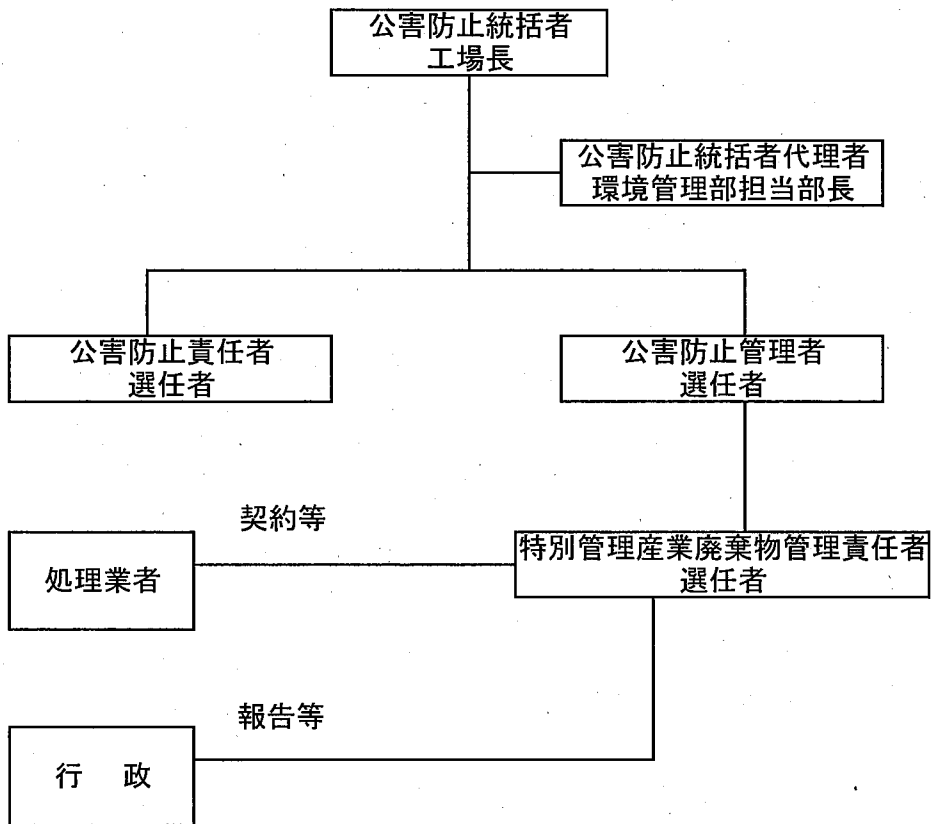 公害防止統括者
工場長
公害防止統括者代理者
環境管理部担当部長
公害防止責任者
選任者
公害防止管理者
選任者
契約等
処理業者
特別管理産業廃棄物管理責任者
選任者
報告等
行 政